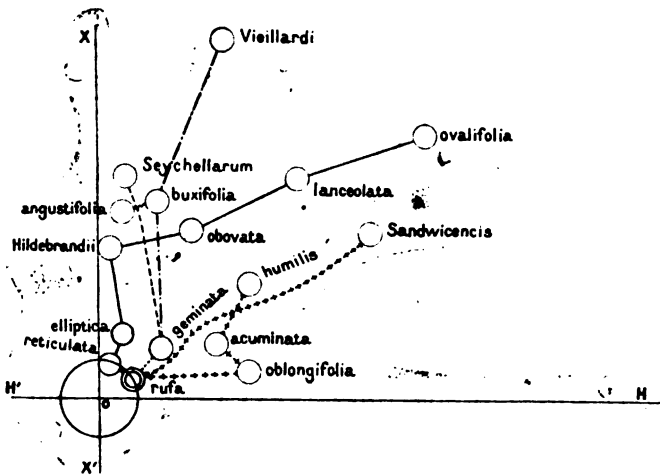 X
Vieillardi
ovalifolia
Seychellarum
lanceolata
buxifolia
angustifolia
obovata
Sandwicencis
Hildebrandii
humilis
geminata
elliptica
reticulata
acuminata
oblongifolia
rufa
H'
o
H
X'